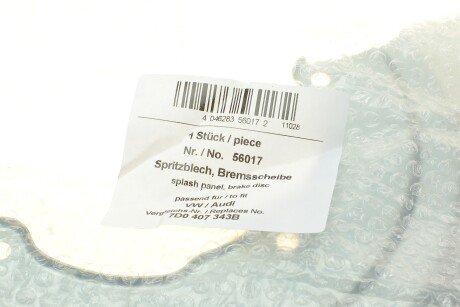 4 046283 56017 2 11028
1 Stück / piece
Nr. / No. 56017
Spritzblech, Bremsscheibe
splash panel, brake disc
passend für / to fit
VW / Audi
Vergleichs-Nr. / Replaces No.
7D0 407 343B